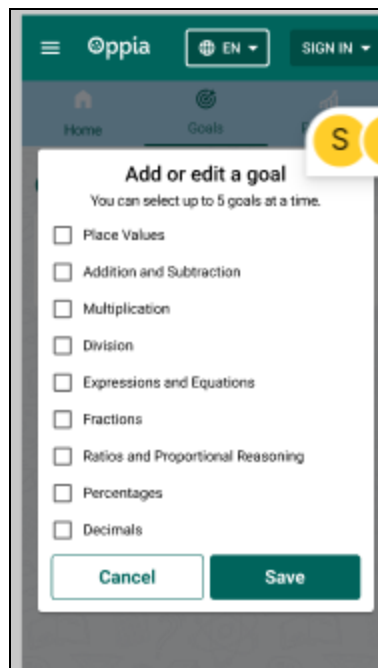 Oppia
EN
SIGN IN
Home
Goals
S
Add or edit a goal
You can select up to 5 goals at a time.
Place Values
Addition and Subtraction
Multiplication
Division
Expressions and Equations
Fractions
Ratios and Proportional Reasoning
Percentages
Decimals
Cancel
Save